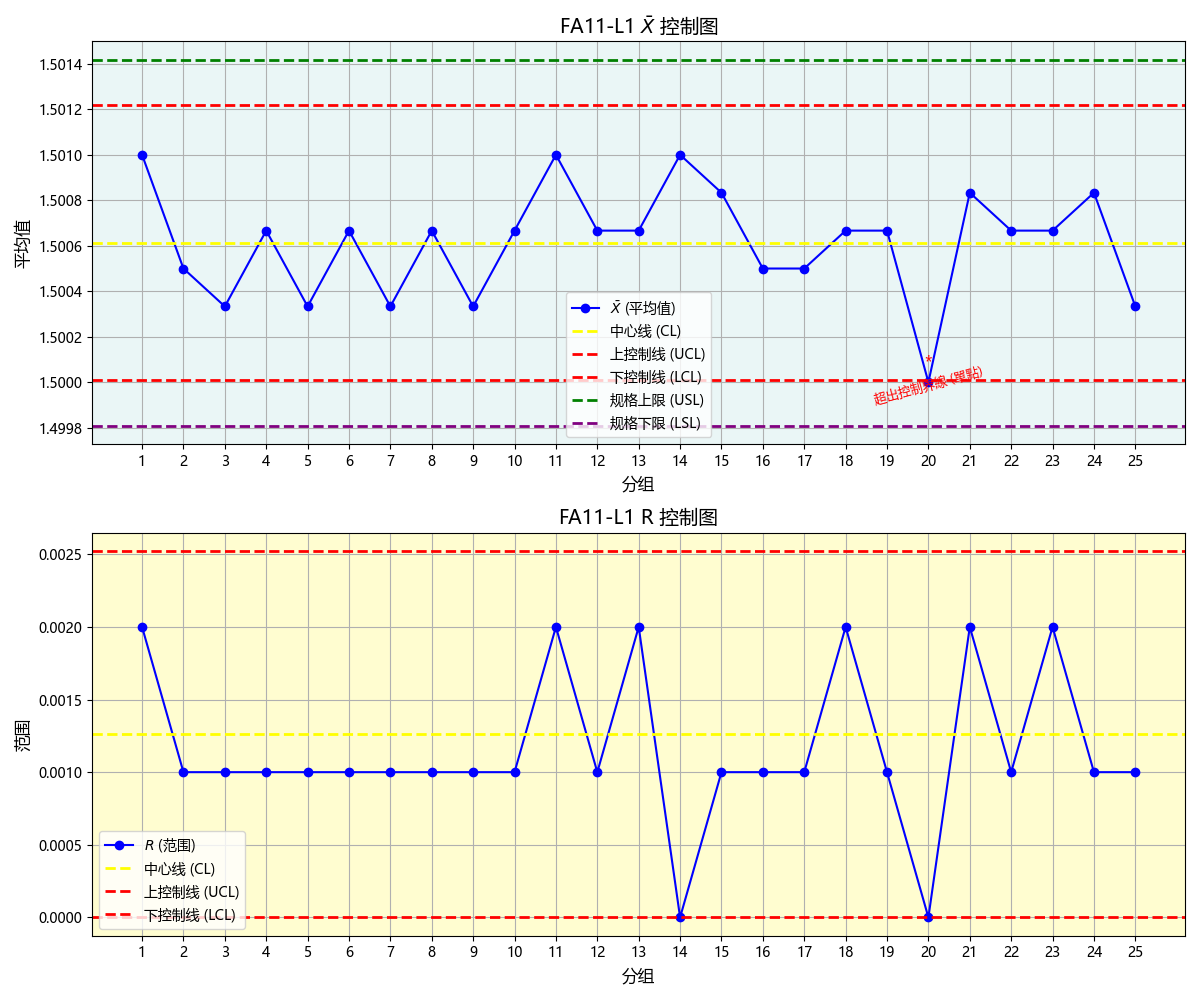 FA11-L1 X̄ 控制图
平均值
1.5014
1.5012
1.5010
1.5008
1.5006
1.5004
1.5002
1.5000
1.4998
X̄ (平均值)
中心线 (CL)
上控制线 (UCL)
下控制线 (LCL)
规格上限 (USL)
规格下限 (LSL)
*
超出控制界線 (單點)
1 2 3 4 5 6 7 8 9 10 11 12 13 14 15 16 17 18 19 20 21 22 23 24 25
分组
FA11-L1 R 控制图
范围
0.0025
0.0020
0.0015
0.0010
0.0005
0.0000
R (范围)
中心线 (CL)
上控制线 (UCL)
下控制线 (LCL)
1 2 3 4 5 6 7 8 9 10 11 12 13 14 15 16 17 18 19 20 21 22 23 24 25
分组